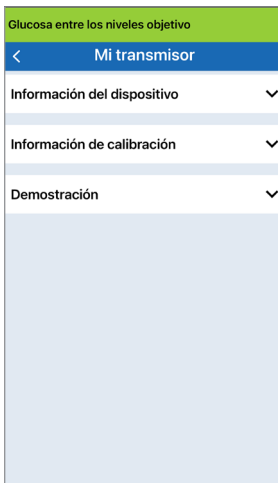 Glucosa entre los niveles objetivo
Mi transmisor
Información del dispositivo
Información de calibración
Demostración